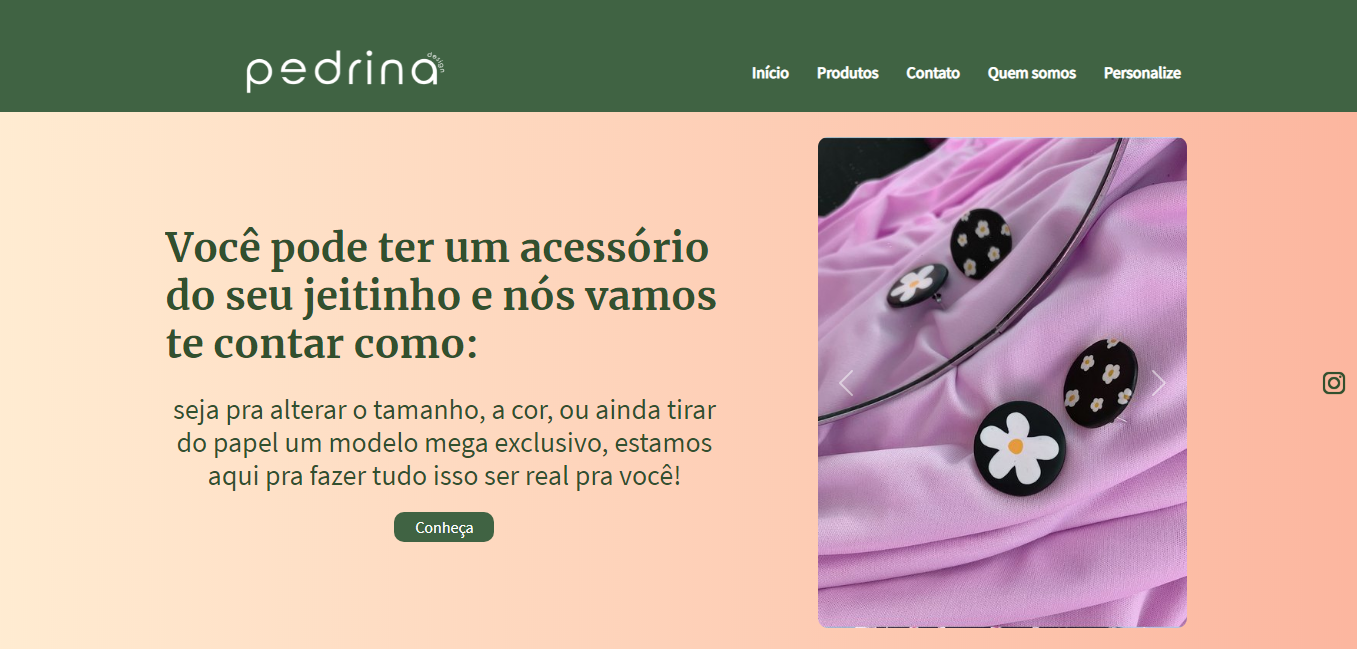 pedrina
design
Início Produtos Contato Quem somos Personalize
Você pode ter um acessório
do seu jeitinho e nós vamos
te contar como:
seja pra alterar o tamanho, a cor, ou ainda tirar
do papel um modelo mega exclusivo, estamos
aqui pra fazer tudo isso ser real pra você!
Conheça